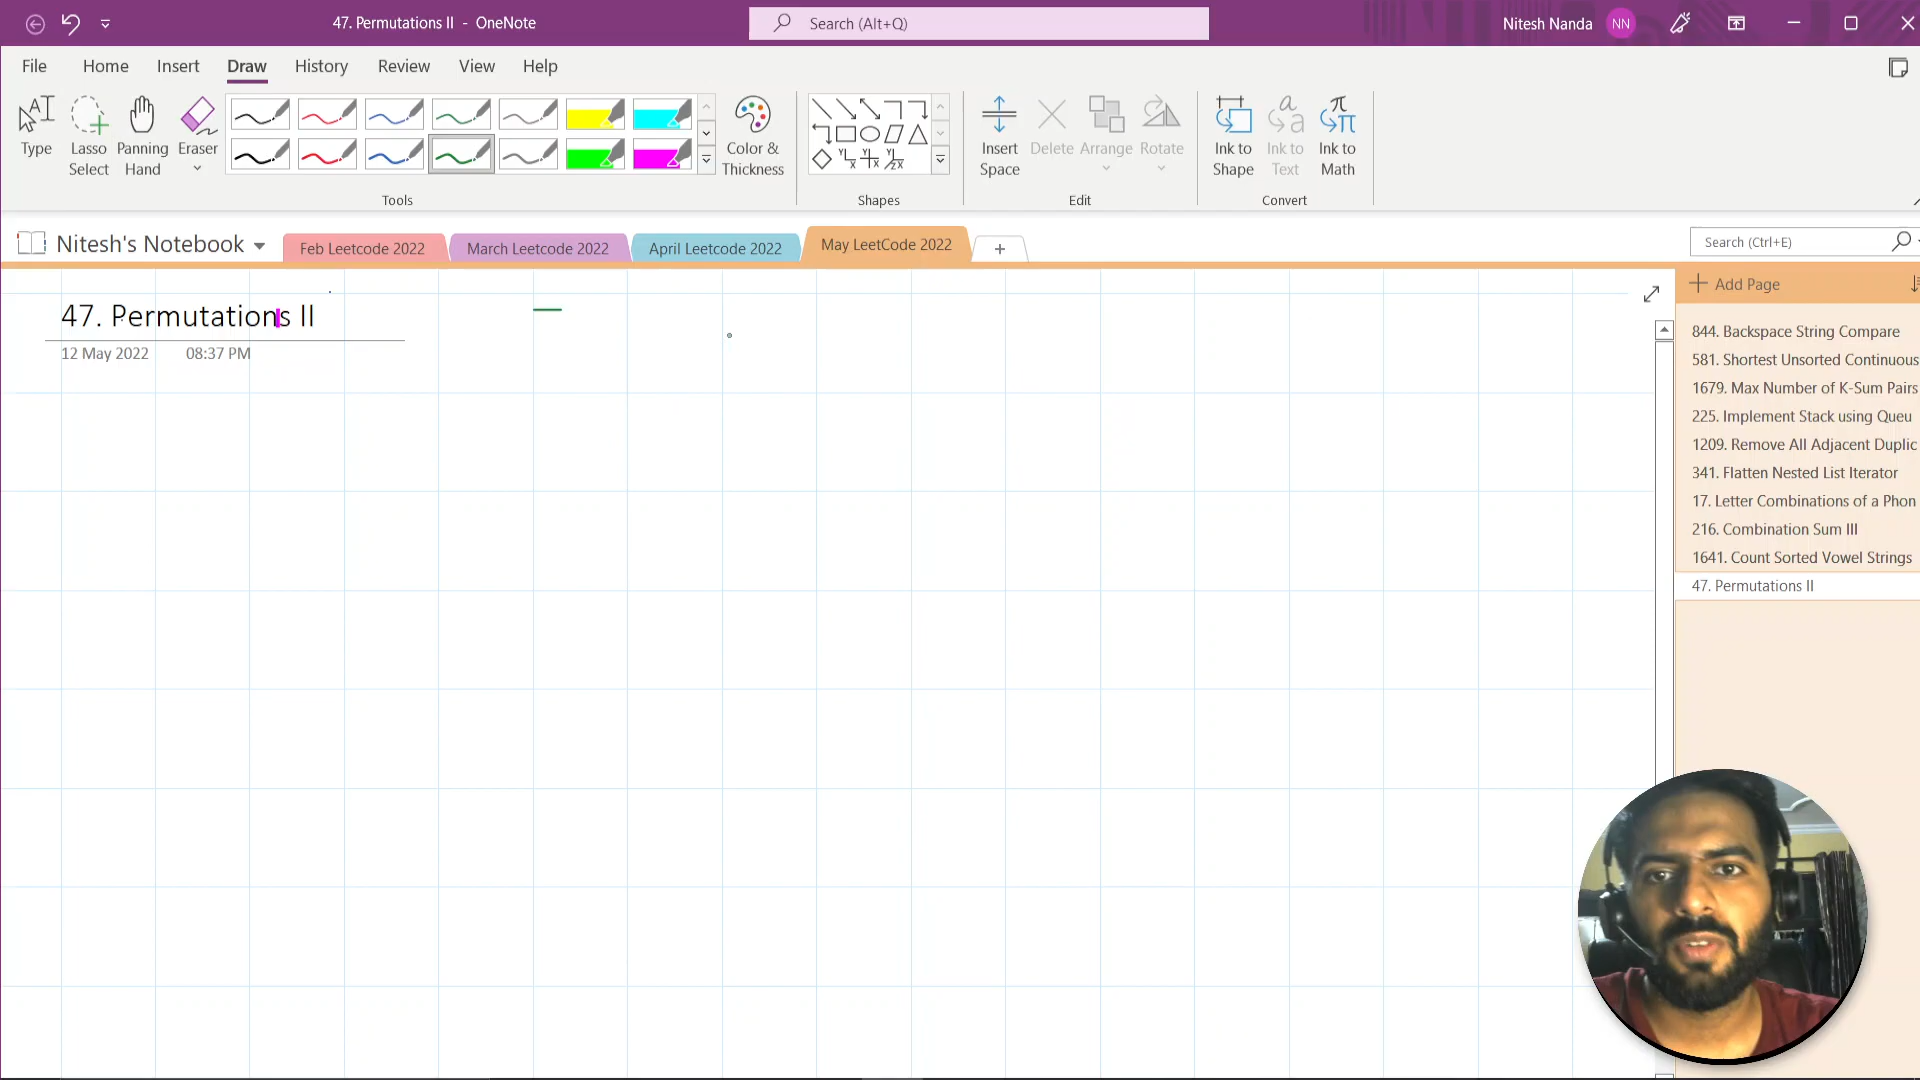 47. Permutations II - OneNote
Search (Alt+Q)
Nitesh Nanda
NN
File
Home
Insert
Draw
History
Review
View
Help
Type
Lasso Select
Panning Hand
Eraser
Color & Thickness
Insert Space
Delete
Arrange
Rotate
Ink to Shape
Ink to Text
Ink to Math
Tools
Shapes
Edit
Convert
Nitesh's Notebook
Feb Leetcode 2022
March Leetcode 2022
April Leetcode 2022
May LeetCode 2022
Search (Ctrl+E)
47. Permutations II
12 May 2022 08:37 PM
Add Page
844. Backspace String Compare
581. Shortest Unsorted Continuous
1679. Max Number of K-Sum Pairs
225. Implement Stack using Queu
1209. Remove All Adjacent Duplic
341. Flatten Nested List Iterator
17. Letter Combinations of a Phon
216. Combination Sum III
1641. Count Sorted Vowel Strings
47. Permutations II